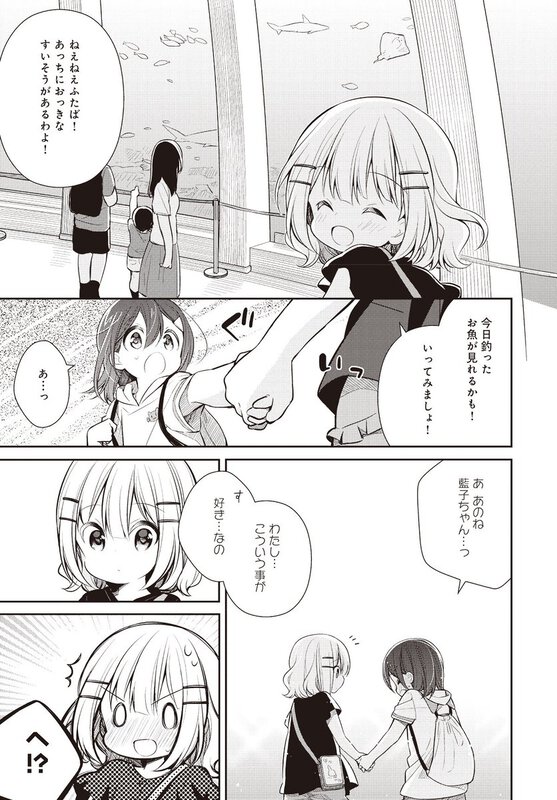 ねえねえふたば！
あっちにおっきな
すいそうがあるわよ！
今日釣った
お魚が見れるかも！
いってみましょ！
ぐいっ
あ…っ
あ あのね
藍子ちゃん…っ
わたし…
こういう事が
す
好き…なの
へ!?